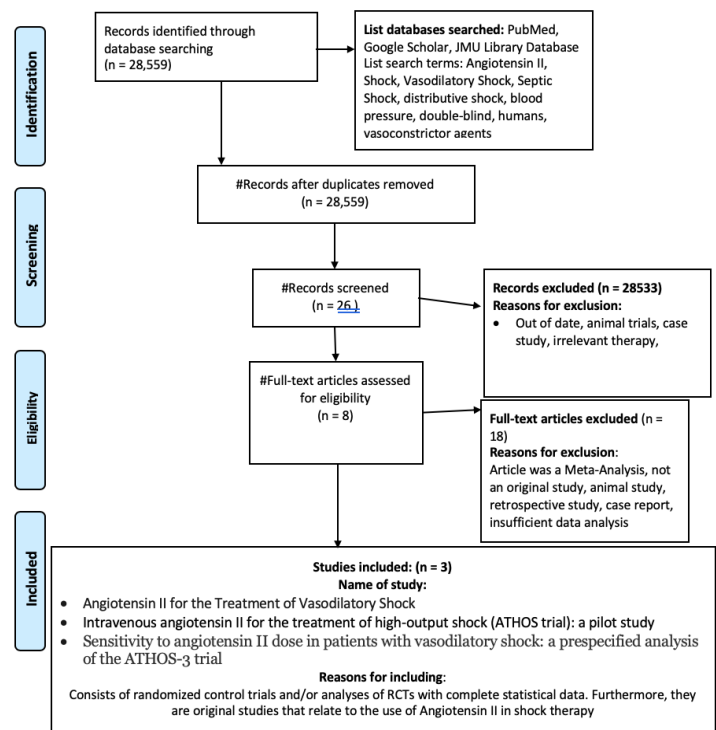 Identification
Records identified through
database searching
(n = 28,559)
List databases searched: PubMed,
Google Scholar, JMU Library Database
List search terms: Angiotensin II,
Shock, Vasodilatory Shock, Septic
Shock, distributive shock, blood
pressure, double-blind, humans,
vasoconstrictor agents
#Records after duplicates removed
(n = 28,559)
Screening
#Records screened
(n = 26 )
Records excluded (n = 28533)
Reasons for exclusion:
• Out of date, animal trials, case
study, irrelevant therapy,
Eligibility
#Full-text articles assessed
for eligibility
(n = 8)
Full-text articles excluded (n =
18)
Reasons for exclusion:
Article was a Meta-Analysis, not
an original study, animal study,
retrospective study, case report,
insufficient data analysis
Included
Studies included: (n = 3)
Name of study:
• Angiotensin II for the Treatment of Vasodilatory Shock
• Intravenous angiotensin II for the treatment of high-output shock (ATHOS trial): a pilot study
• Sensitivity to angiotensin II dose in patients with vasodilatory shock: a prespecified analysis
of the ATHOS-3 trial
Reasons for including:
Consists of randomized control trials and/or analyses of RCTs with complete statistical data. Furthermore, they
are original studies that relate to the use of Angiotensin II in shock therapy